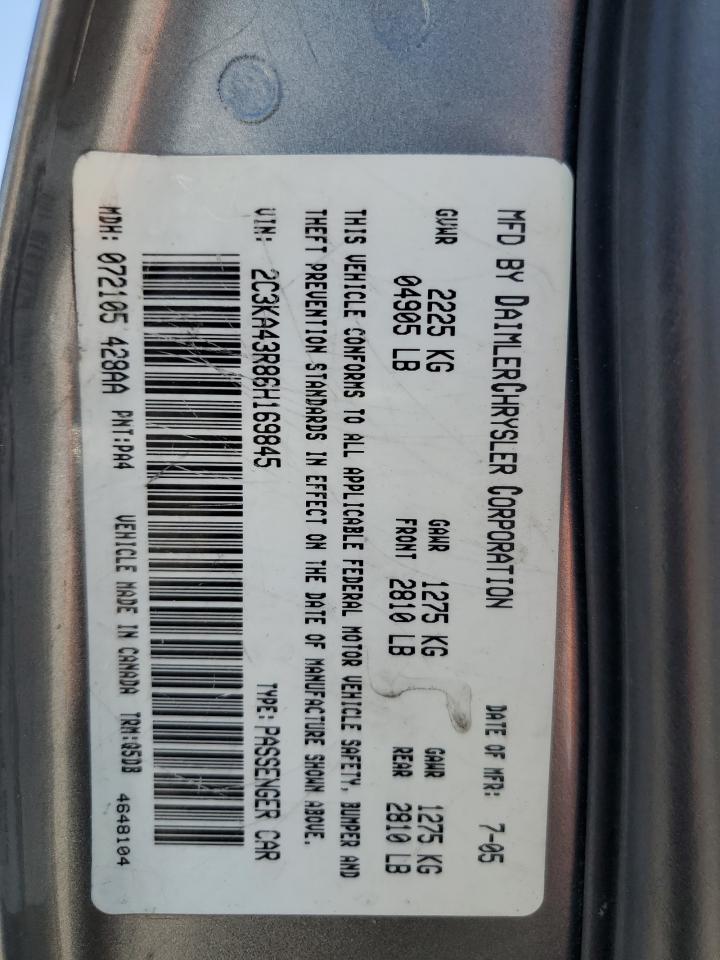 MFD BY DAIMLERCHRYSLER CORPORATION DATE OF MFR: 7-05
GVWR 2225 KG GAWR 1275 KG GAWR 1275 KG
04905 LB FRONT 2810 LB REAR 2810 LB
THIS VEHICLE CONFORMS TO ALL APPLICABLE FEDERAL MOTOR VEHICLE SAFETY, BUMPER AND
THEFT PREVENTION STANDARDS IN EFFECT ON THE DATE OF MANUFACTURE SHOWN ABOVE.
VIN: 2C3KA43R86H169845 TYPE: PASSENGER CAR
MDH: 072105 428AA PNT:PA4 VEHICLE MADE IN CANADA TRM:Q5DB 4648104